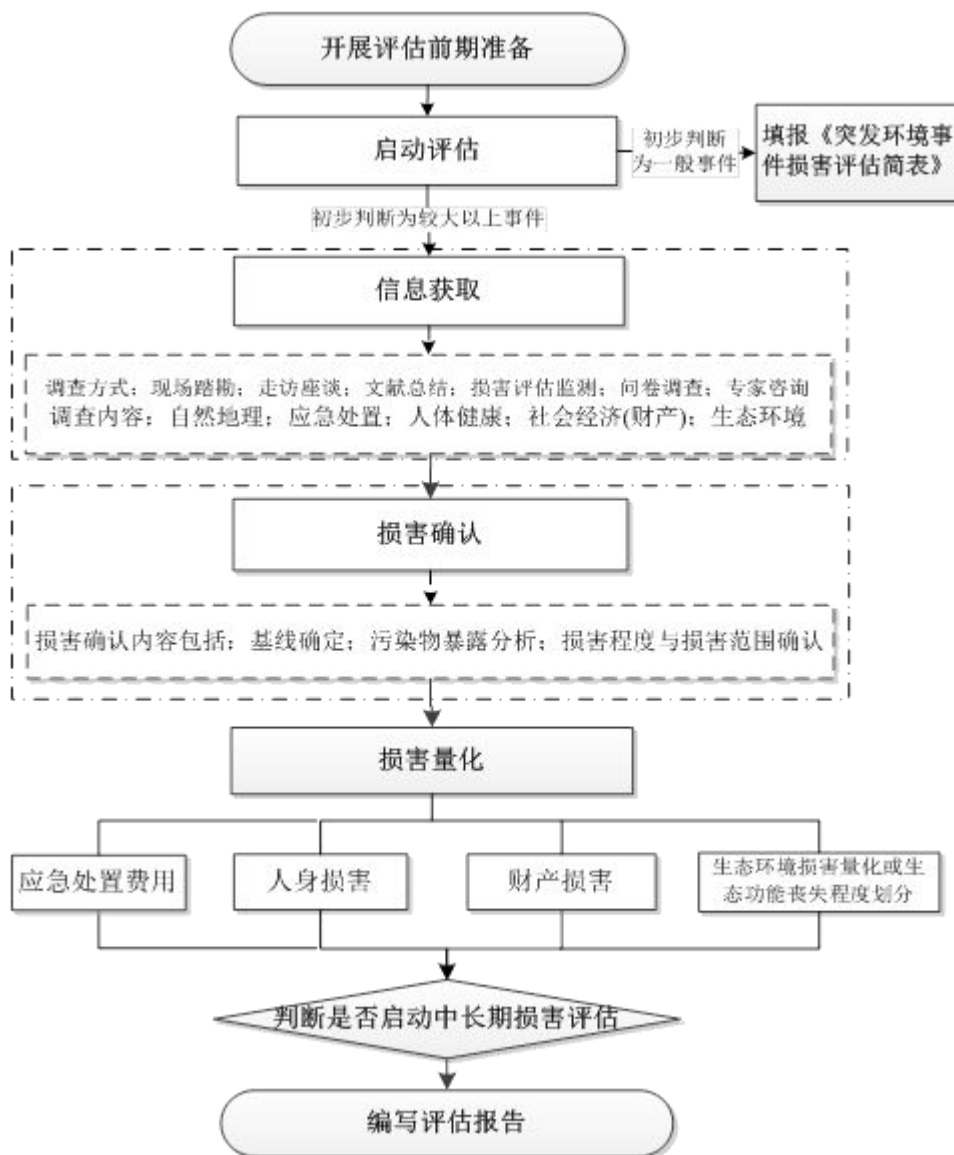 开展评估前期准备
启动评估
初步判断
为一般事件
填报《突发环境事
件损害评估简表》
初步判断为较大以上事件
信息获取
调查方式：现场踏勘；走访座谈；文献总结；损害评估监测；问卷调查；专家咨询
调查内容；自然地理；应急处置；人体健康；社会经济(财产)；生态环境
损害确认
损害确认内容包括；基线确定；污染物暴露分析；损害程度与损害范围确认
损害量化
应急处置费用
人身损害
财产损害
生态环境损害量化或生
态功能丧失程度划分
判断是否启动中长期损害评估
编写评估报告